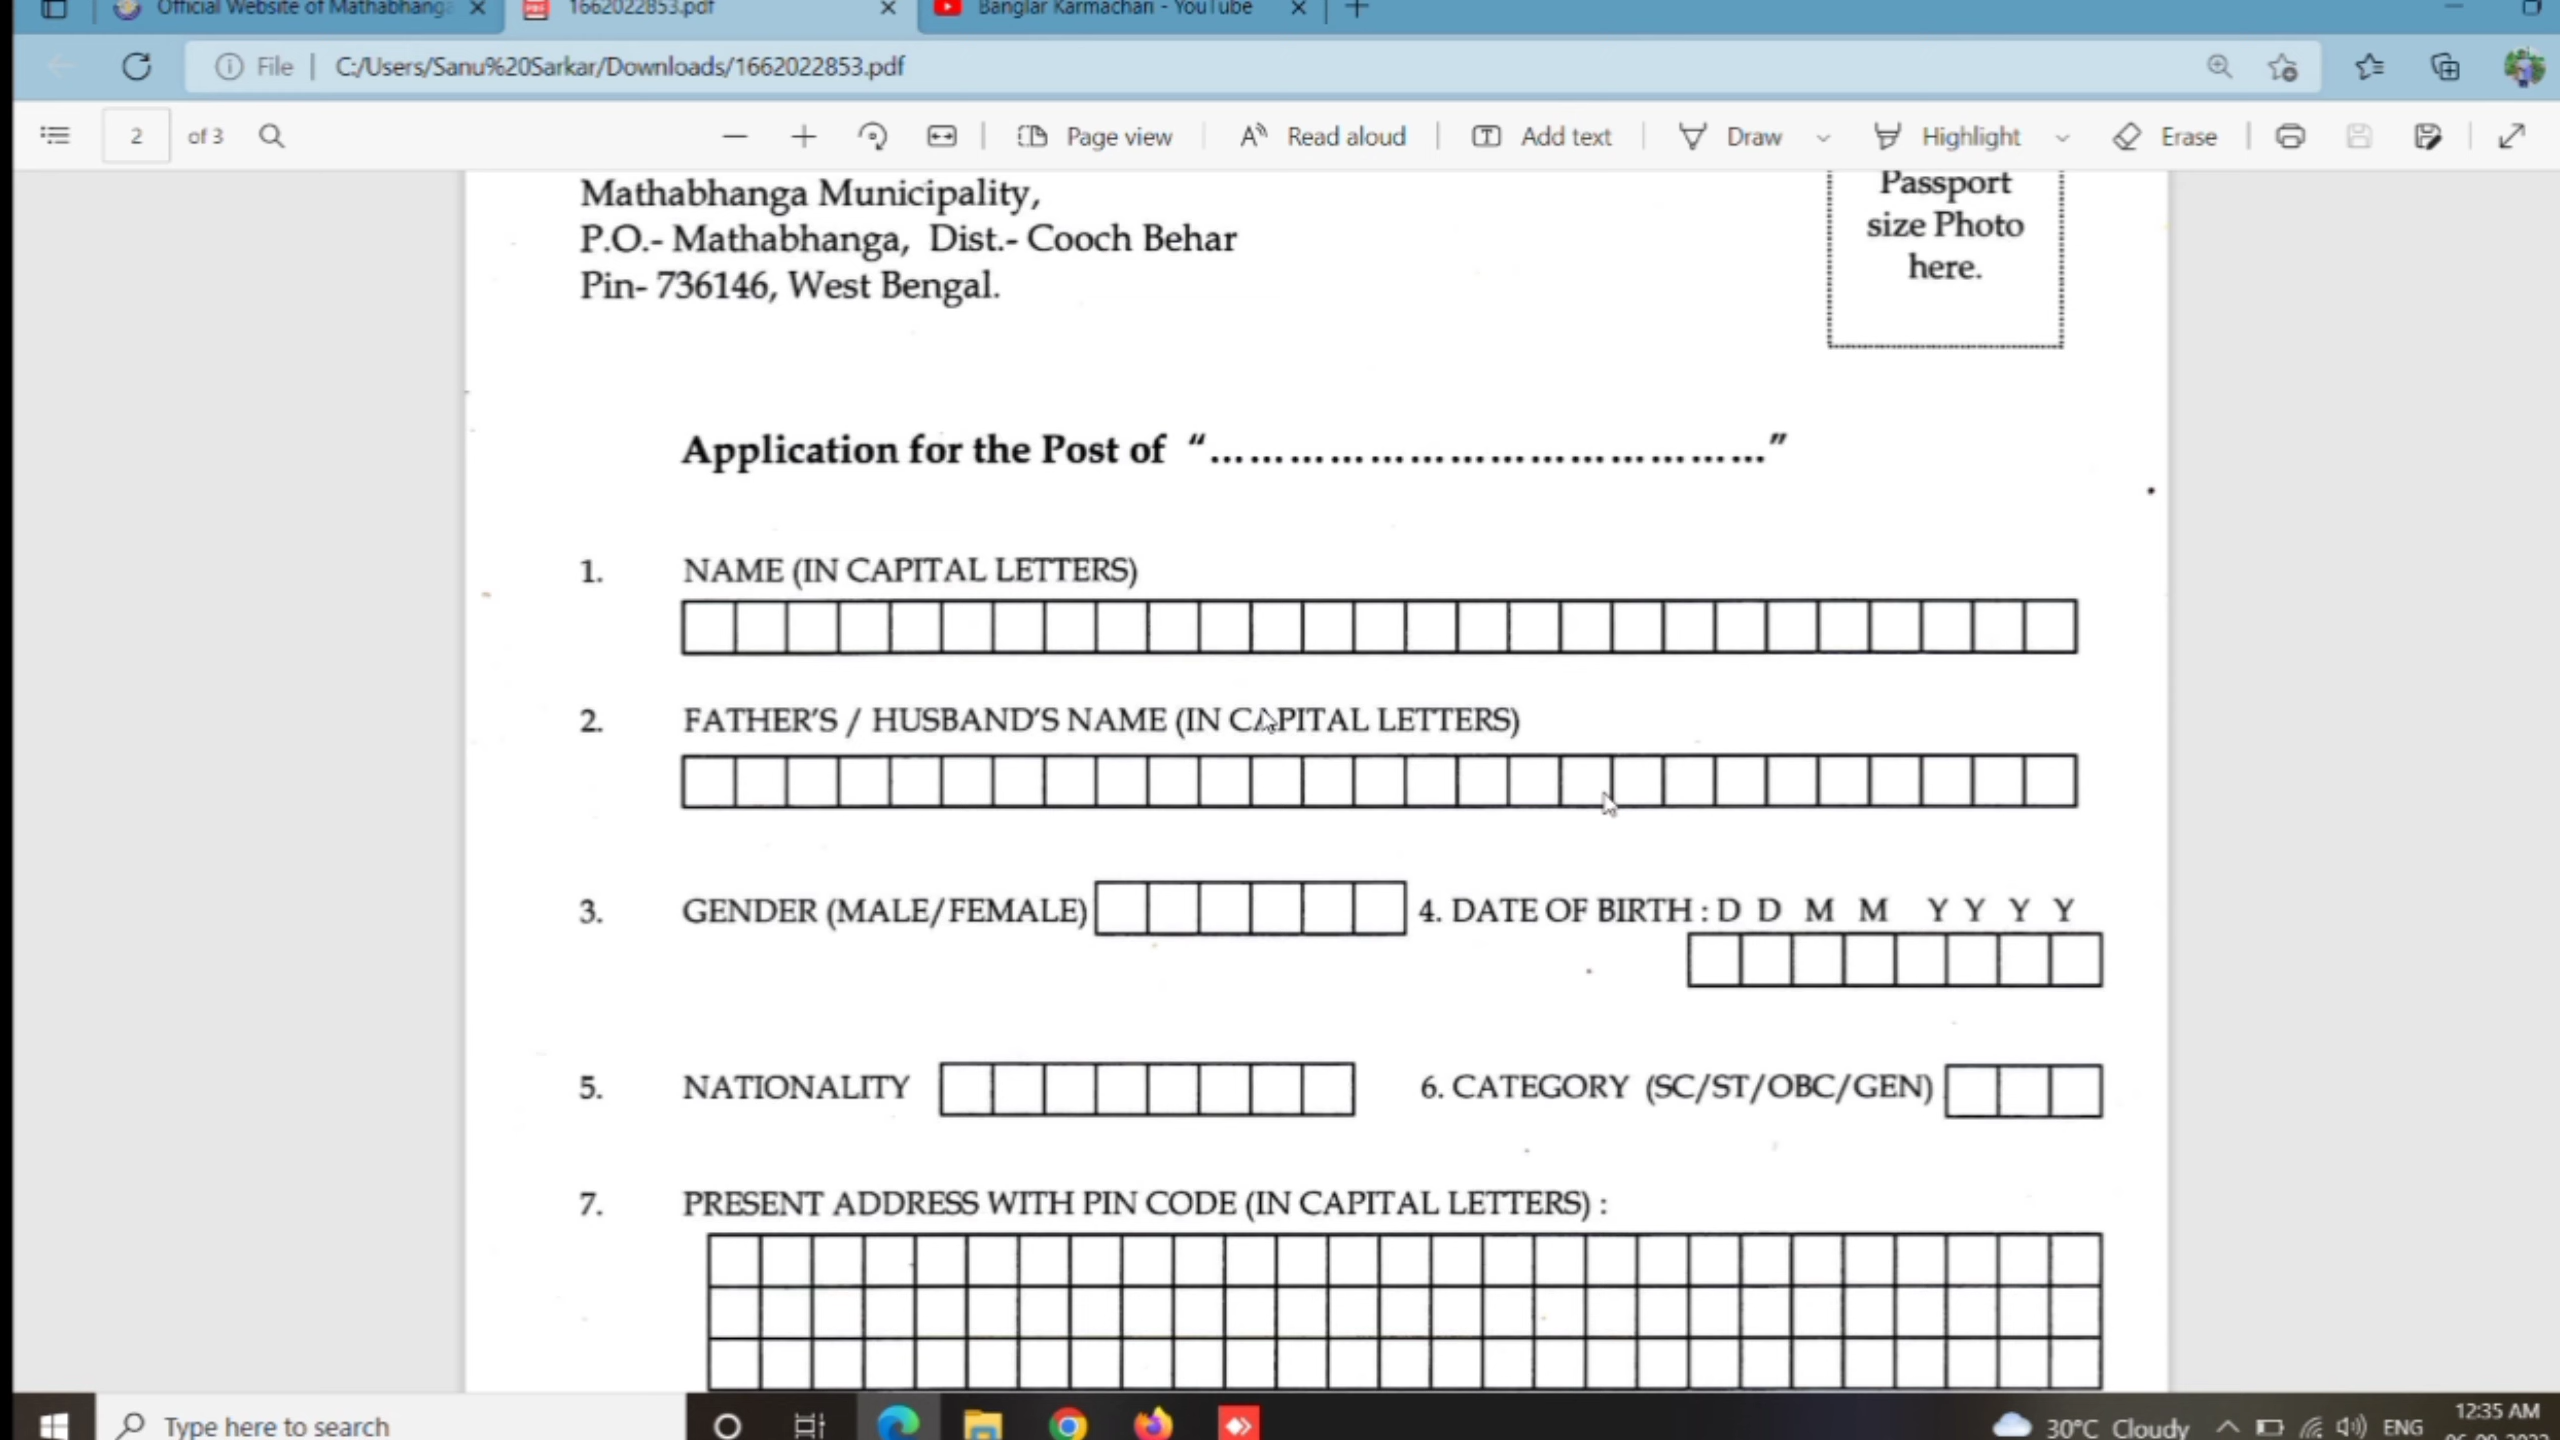 Official Website of Mathabhanga
1662022853.pdf
Banglar Karmachari - YouTube
File | C:/Users/Sanu%20Sarkar/Downloads/1662022853.pdf
2 of 3 Page view Read aloud Add text Draw Highlight Erase
Mathabhanga Municipality,
P.O.- Mathabhanga, Dist.- Cooch Behar
Pin- 736146, West Bengal.
Passport
size Photo
here.
Application for the Post of “……………………………………”
1. NAME (IN CAPITAL LETTERS)
2. FATHER'S / HUSBAND'S NAME (IN CAPITAL LETTERS)
3. GENDER (MALE/FEMALE) 4. DATE OF BIRTH : D D M M Y Y Y Y
5. NATIONALITY 6. CATEGORY (SC/ST/OBC/GEN)
7. PRESENT ADDRESS WITH PIN CODE (IN CAPITAL LETTERS) :
Type here to search
30°C Cloudy ENG
12:35 AM